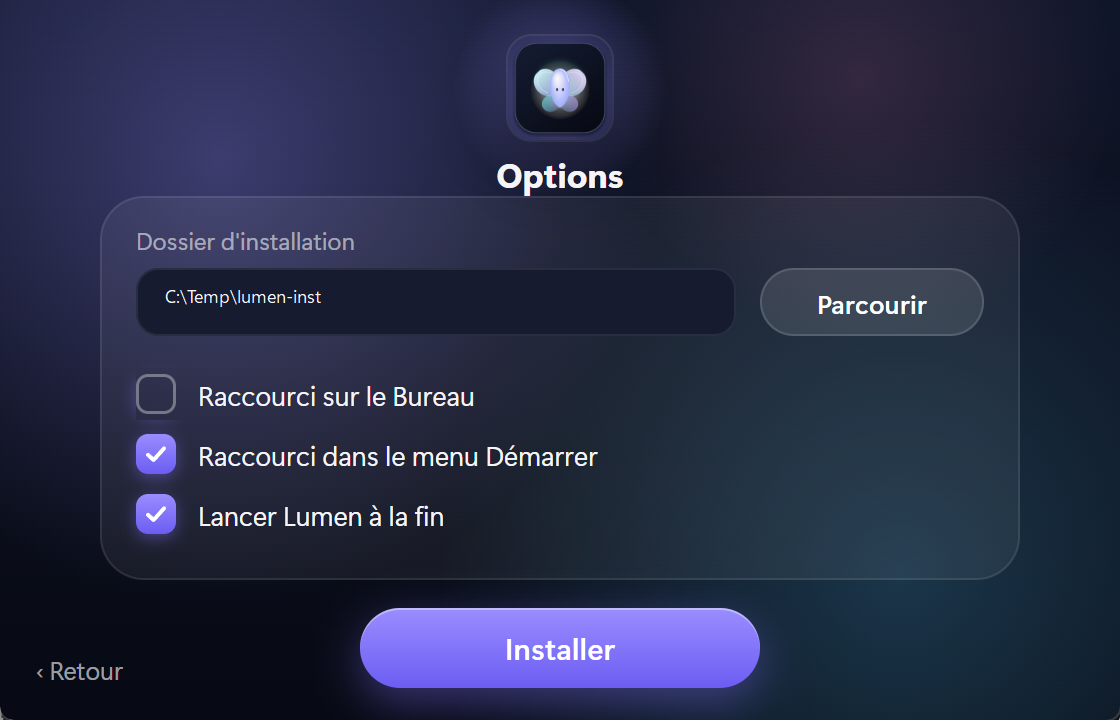 Options
Dossier d'installation
C:\Temp\lumen-inst
Parcourir
Raccourci sur le Bureau
Raccourci dans le menu Démarrer
Lancer Lumen à la fin
Installer
‹ Retour